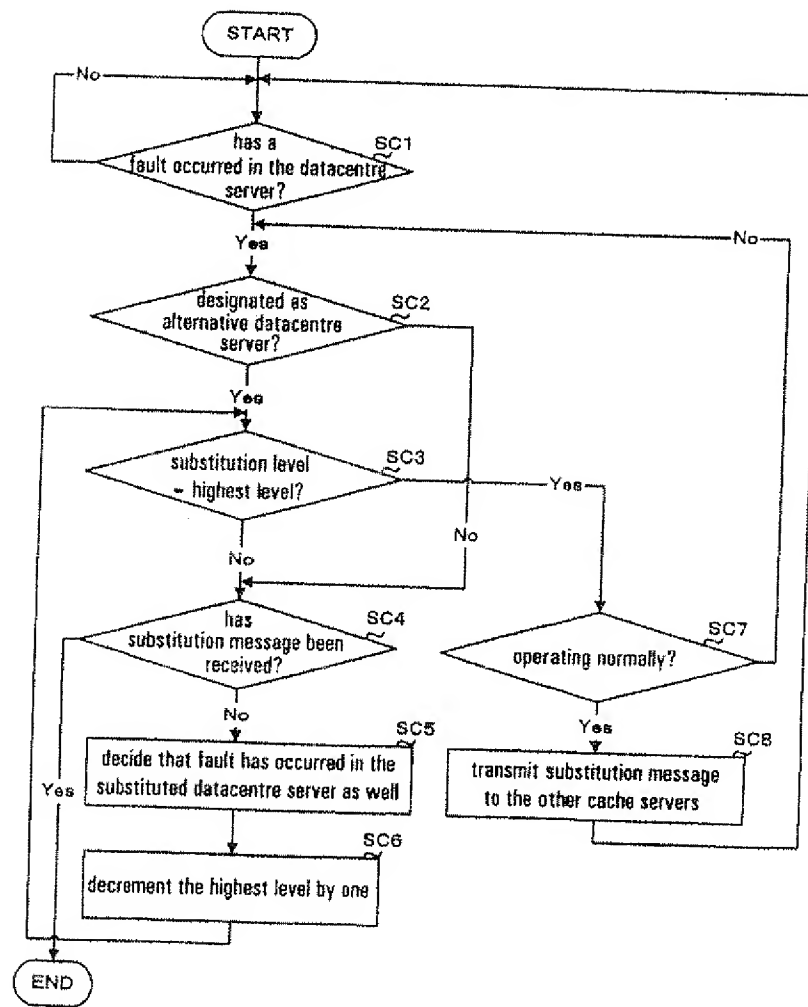 START
No
has a
fault occurred in the datacentre
server?
SC1
Yes
No
designated as
alternative datacentre
server?
SC2
Yes
substitution level
= highest level?
SC3
Yes
No
No
has
substitution message been
received?
SC4
operating normally?
SC7
No
Yes
decide that fault has occurred in the
substituted datacentre server as well
SC5
transmit substitution message
to the other cache servers
SC8
Yes
SC6
decrement the highest level by one
END